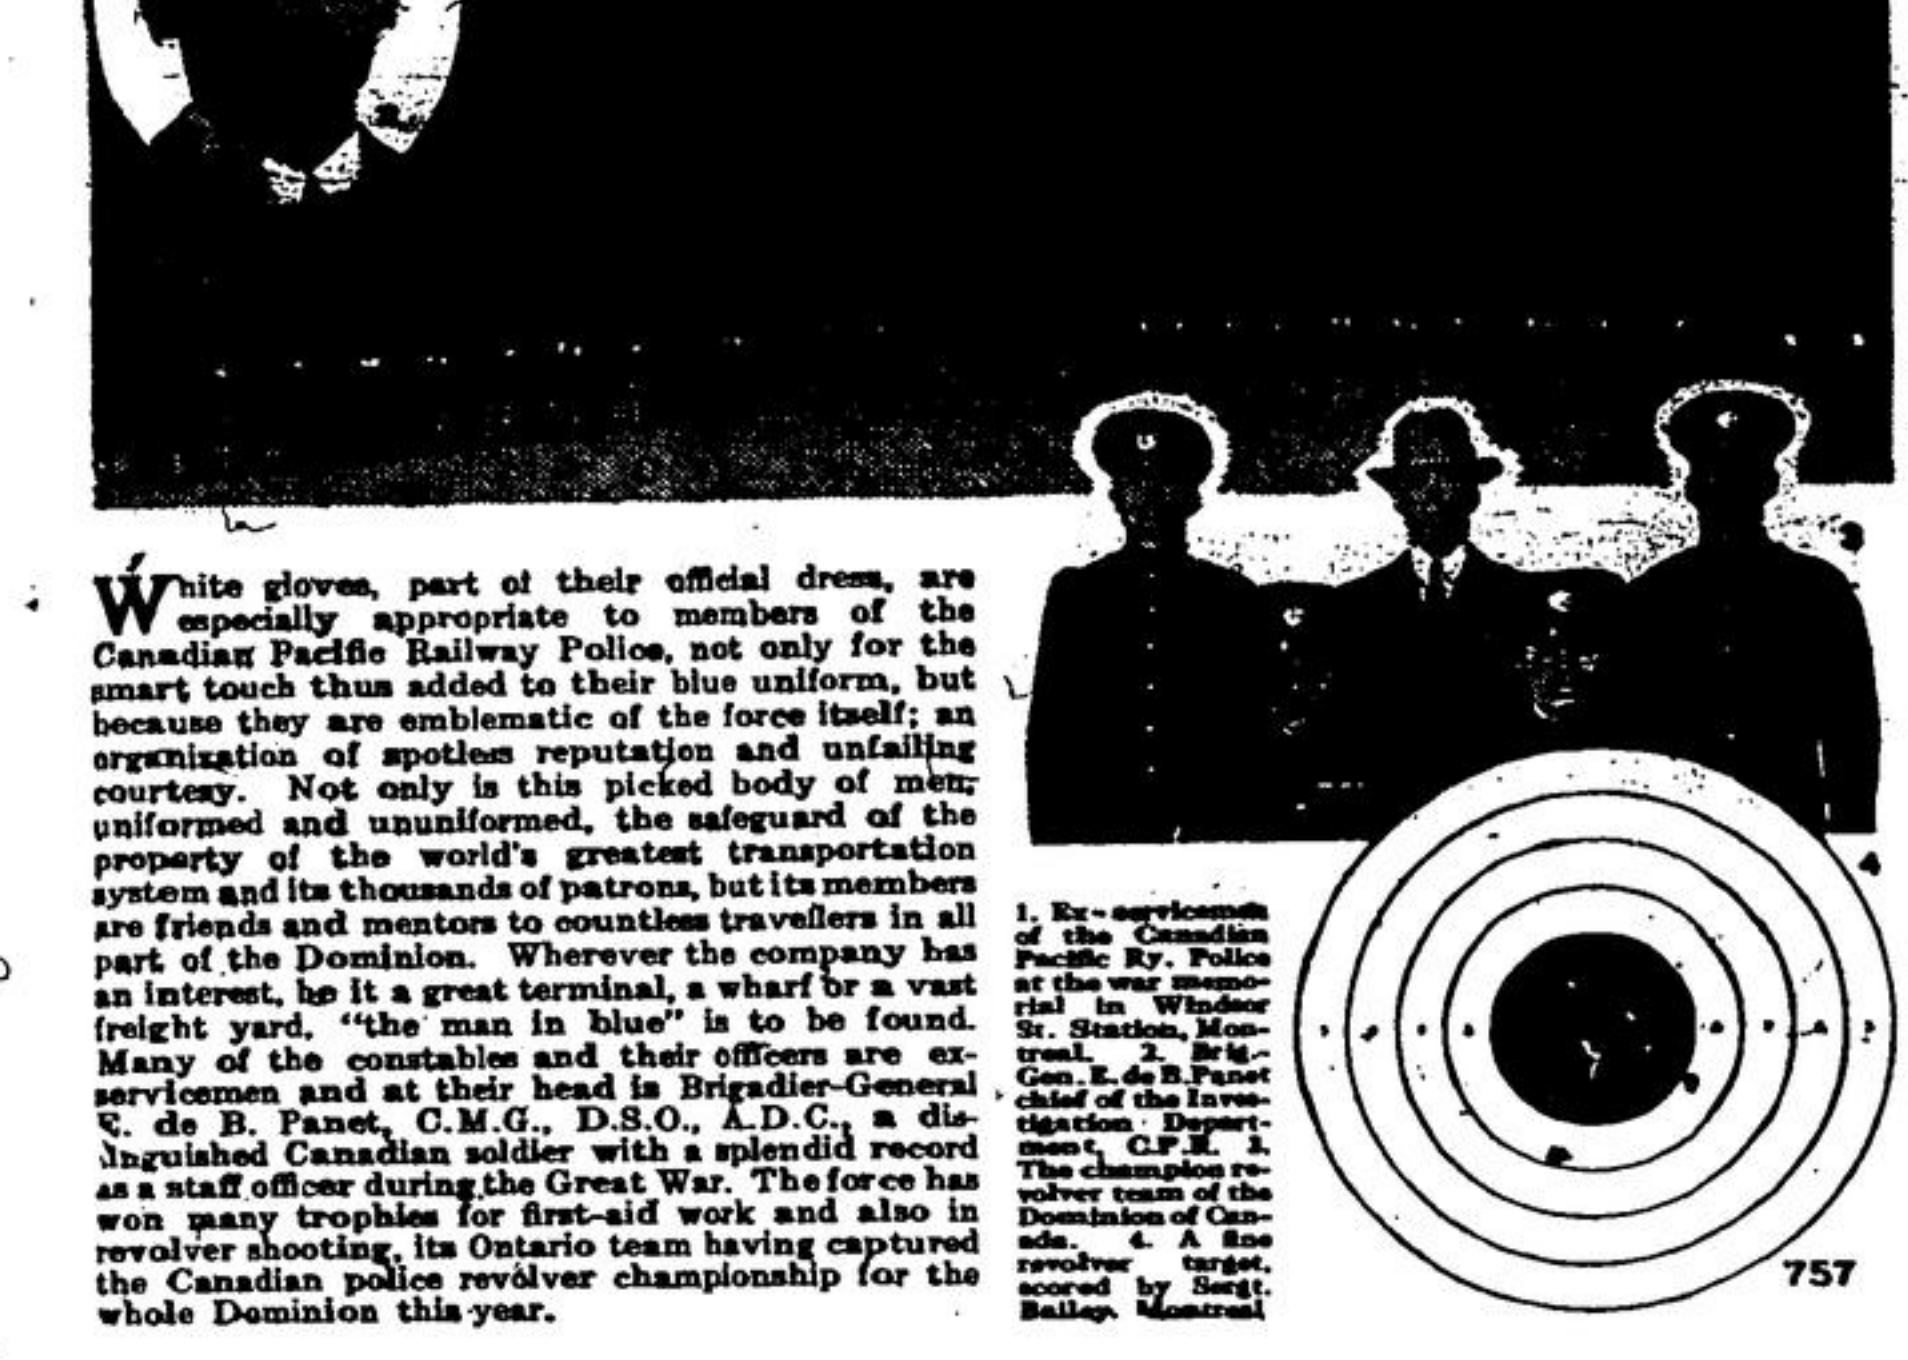 White gloves, part of their official dress, are
especially appropriate to members of the
Canadian Pacific Railway Police, not only for the
smart touch thus added to their blue uniform, but
because they are emblematic of the force itself; an
organization of spotless reputation and unfailing
courtesy. Not only is this picked body of men,
uniformed and ununiformed, the safeguard of the
property of the world's greatest transportation
system and its thousands of patrons, but its members
are friends and mentors to countless travellers in all
part of the Dominion. Wherever the company has
an interest, be it a great terminal, a wharf or a vast
freight yard, "the man in blue" is to be found.
Many of the constables and their officers are ex-
servicemen and at their head is Brigadier-General
E. de B. Panet, C.M.G., D.S.O., A.D.C., a dis-
tinguished Canadian soldier with a splendid record
as a staff officer during the Great War. The force has
won many trophies for first-aid work and also in
revolver shooting, its Ontario team having captured
the Canadian police revolver championship for the
whole Dominion this year.
1. Ex-servicemen
of the Canadian
Pacific Ry. Police
at the war memo-
rial in Windsor
St. Station, Mon-
treal. 2. Brig.-
Gen. E. de B. Panet
chief of the Inves-
tigation Depart-
ment, C.P.R. 3.
The champion re-
volver team of the
Dominion of Can-
ada. 4. A fine
revolver target,
scored by Sergt.
Bailey, Montreal
3
4
757